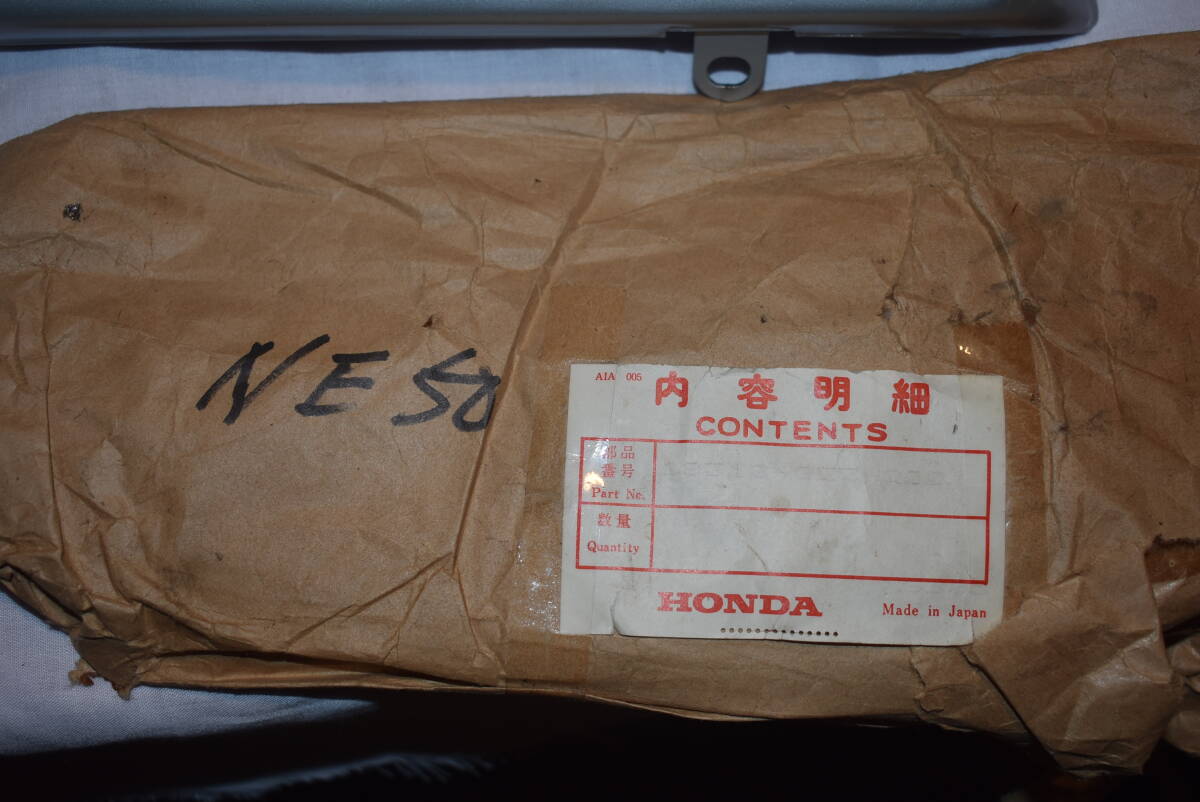 NE50
AIA 005
内容明細
CONTENTS
部品
番号
Part No.
数量
Quantity
HONDA
Made in Japan